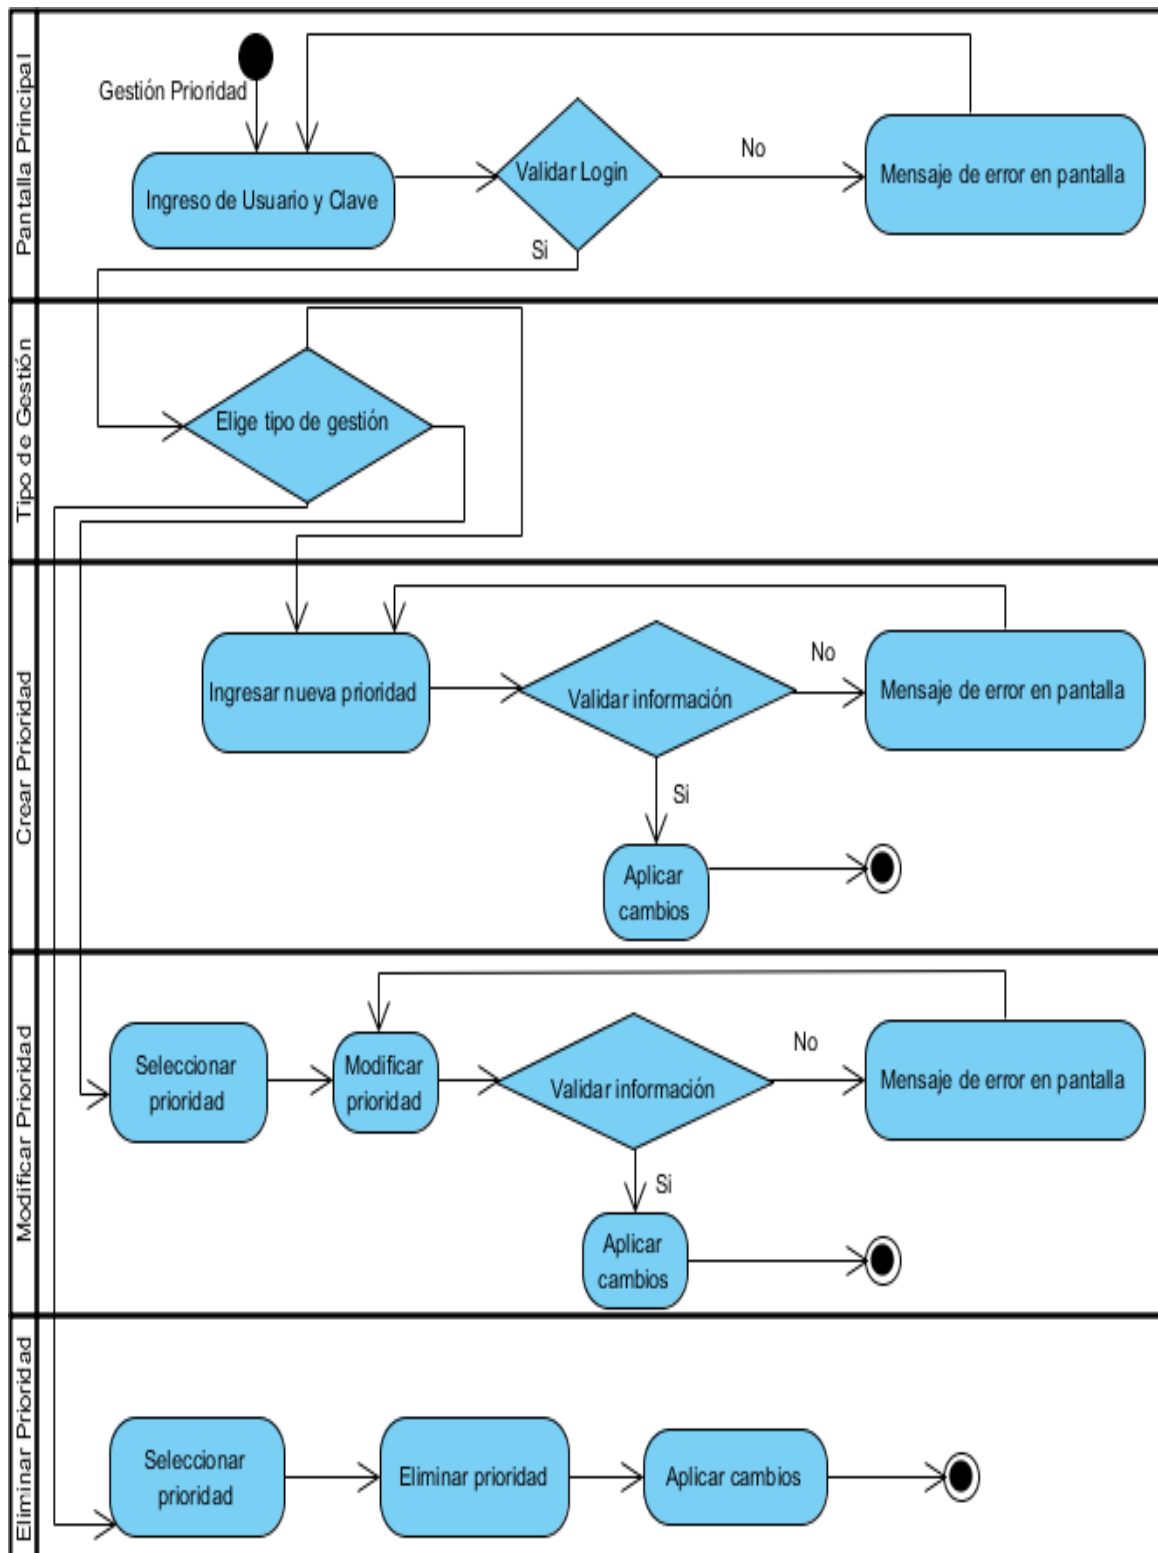 Pantalla Principal
Gestión Prioridad
Ingreso de Usuario y Clave
Validar Login
No
Mensaje de error en pantalla
Si
Tipo de Gestión
Elige tipo de gestión
Crear Prioridad
Ingresar nueva prioridad
Validar información
No
Mensaje de error en pantalla
Si
Aplicar
cambios
Modificar Prioridad
Seleccionar
prioridad
Modificar
prioridad
Validar información
No
Mensaje de error en pantalla
Si
Aplicar
cambios
Eliminar Prioridad
Seleccionar
prioridad
Eliminar prioridad
Aplicar cambios